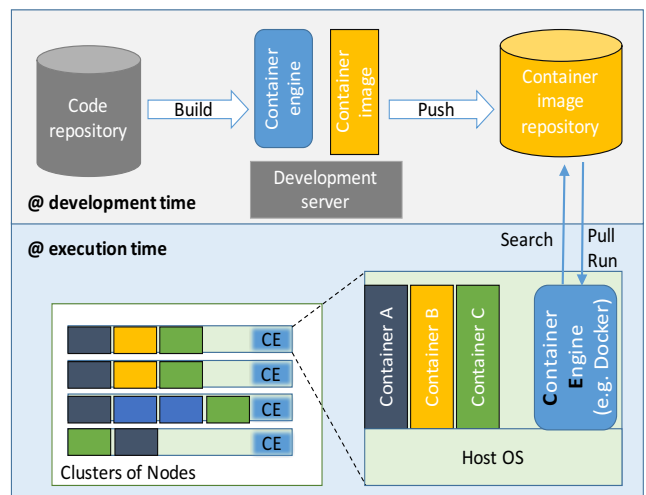 Code
repository
Build
Container
engine
Container
image
Push
Container
image
repository
Development
server
@ development time
@ execution time
Search
Pull
Run
CE
CE
CE
CE
Clusters of Nodes
Container A
Container B
Container C
Container
Engine
(e.g. Docker)
Host OS